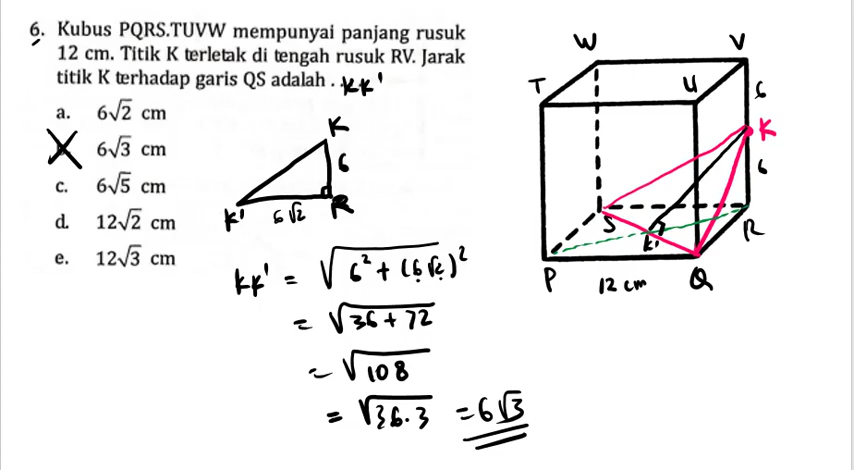 6. Kubus PQRS.TUVW mempunyai panjang rusuk
12 cm. Titik K terletak di tengah rusuk RV. Jarak
titik K terhadap garis QS adalah . KK'
a. 6√2 cm
6√3 cm
c. 6√5 cm
d. 12√2 cm
e. 12√3 cm
K
6
K' 6√2 R
KK' = √6² + (6√2)²
= √36 + 72
= √108
= √36.3 = 6√3
W V
T U 6
K
6
S K' R
P 12 cm Q